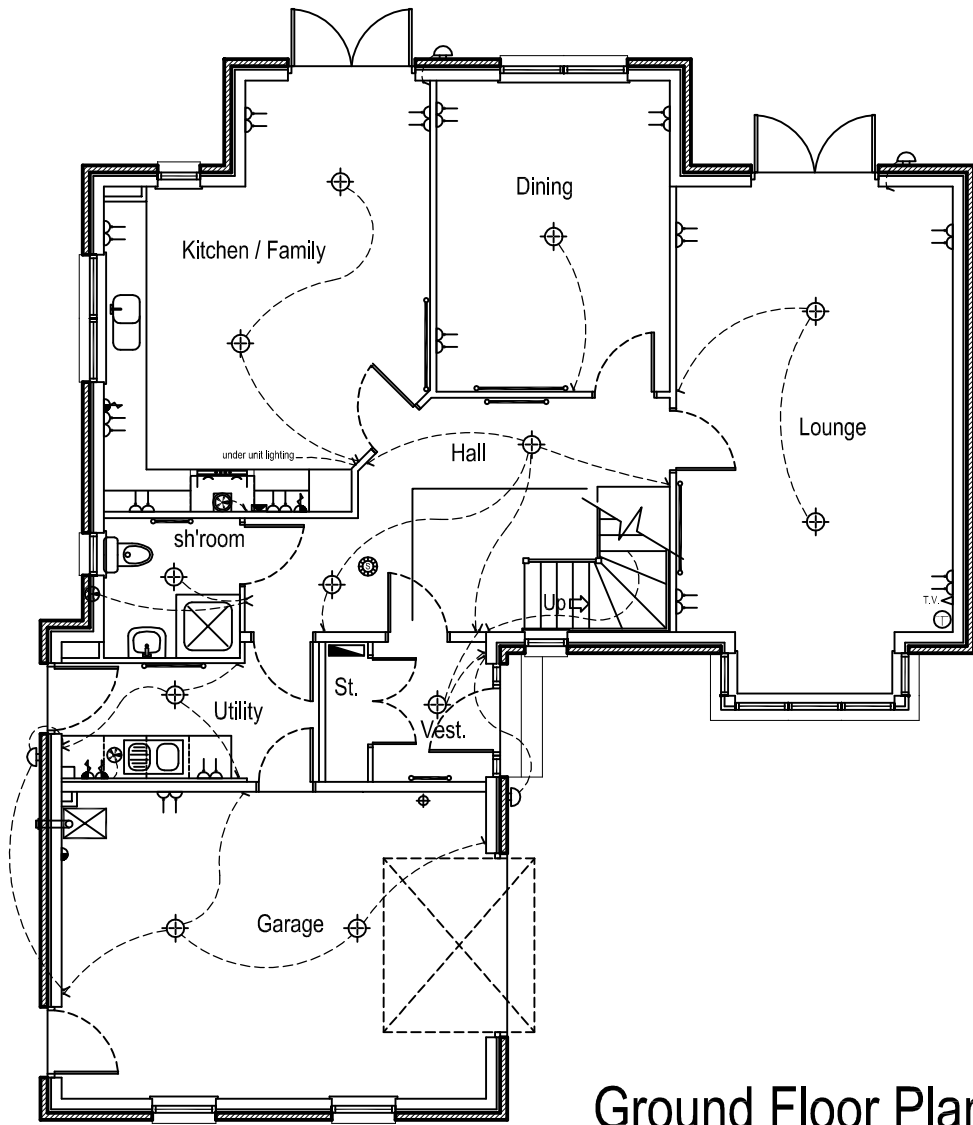 Dining
Kitchen / Family
Lounge
Hall
under unit lighting
sh'room
S
Up
T.V.
T
St.
Utility
Vest.
Garage
Ground Floor Plan